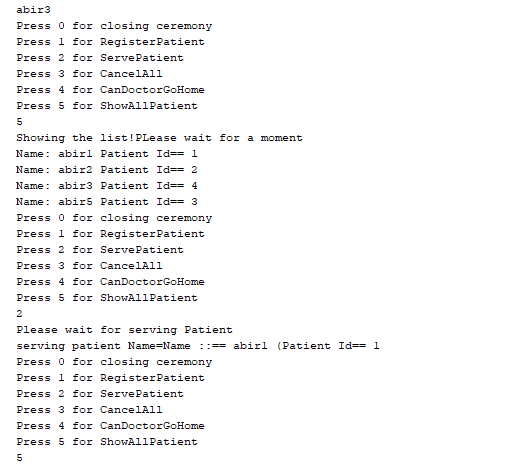 abir3
Press 0 for closing ceremony
Press 1 for RegisterPatient
Press 2 for ServePatient
Press 3 for CancelAll
Press 4 for CanDoctorGoHome
Press 5 for ShowAllPatient
5
Showing the list!PLease wait for a moment
Name: abir1 Patient Id== 1
Name: abir2 Patient Id== 2
Name: abir3 Patient Id== 4
Name: abir5 Patient Id== 3
Press 0 for closing ceremony
Press 1 for RegisterPatient
Press 2 for ServePatient
Press 3 for CancelAll
Press 4 for CanDoctorGoHome
Press 5 for ShowAllPatient
2
Please wait for serving Patient
serving patient Name=Name ::== abir1 (Patient Id== 1
Press 0 for closing ceremony
Press 1 for RegisterPatient
Press 2 for ServePatient
Press 3 for CancelAll
Press 4 for CanDoctorGoHome
Press 5 for ShowAllPatient
5